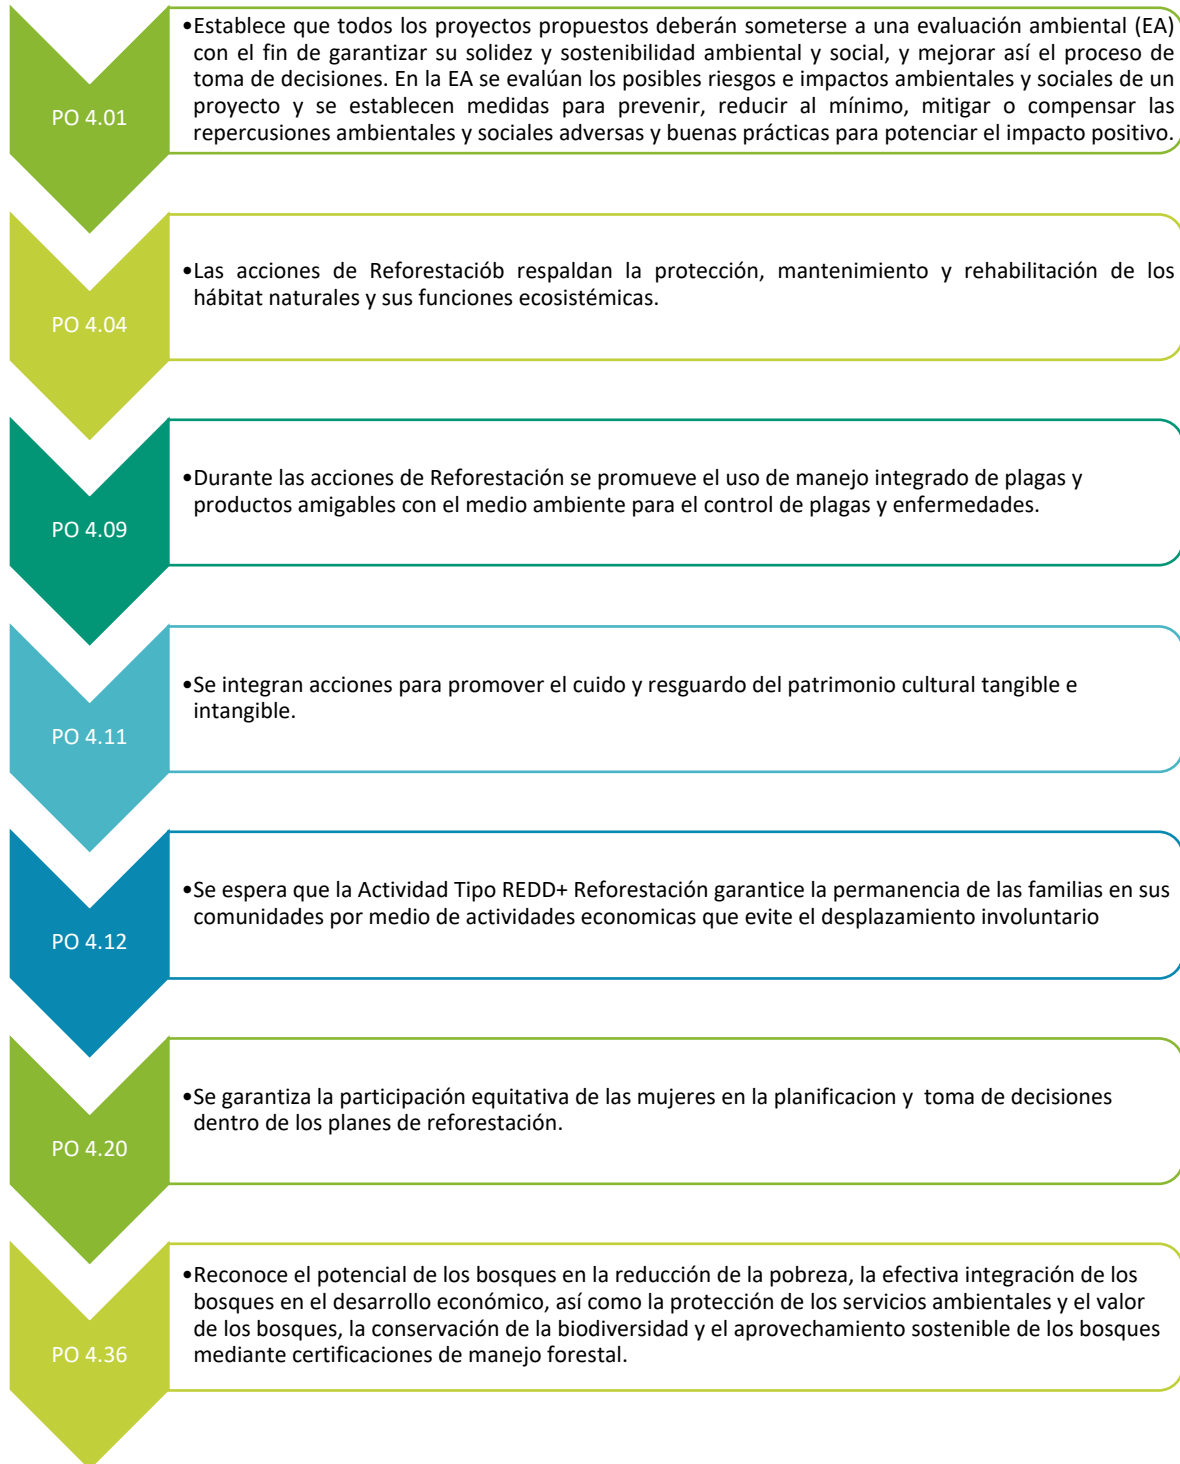 •Establece que todos los proyectos propuestos deberán someterse a una evaluación ambiental (EA)
con el fin de garantizar su solidez y sostenibilidad ambiental y social, y mejorar así el proceso de
toma de decisiones. En la EA se evalúan los posibles riesgos e impactos ambientales y sociales de un
proyecto y se establecen medidas para prevenir, reducir al mínimo, mitigar o compensar las
repercusiones ambientales y sociales adversas y buenas prácticas para potenciar el impacto positivo.
PO 4.01
•Las acciones de Reforestaciób respaldan la protección, mantenimiento y rehabilitación de los
hábitat naturales y sus funciones ecosistémicas.
PO 4.04
•Durante las acciones de Reforestación se promueve el uso de manejo integrado de plagas y
productos amigables con el medio ambiente para el control de plagas y enfermedades.
PO 4.09
•Se integran acciones para promover el cuido y resguardo del patrimonio cultural tangible e
intangible.
PO 4.11
•Se espera que la Actividad Tipo REDD+ Reforestación garantice la permanencia de las familias en sus
comunidades por medio de actividades economicas que evite el desplazamiento involuntario
PO 4.12
•Se garantiza la participación equitativa de las mujeres en la planificacion y toma de decisiones
dentro de los planes de reforestación.
PO 4.20
•Reconoce el potencial de los bosques en la reducción de la pobreza, la efectiva integración de los
bosques en el desarrollo económico, así como la protección de los servicios ambientales y el valor
de los bosques, la conservación de la biodiversidad y el aprovechamiento sostenible de los bosques
mediante certificaciones de manejo forestal.
PO 4.36